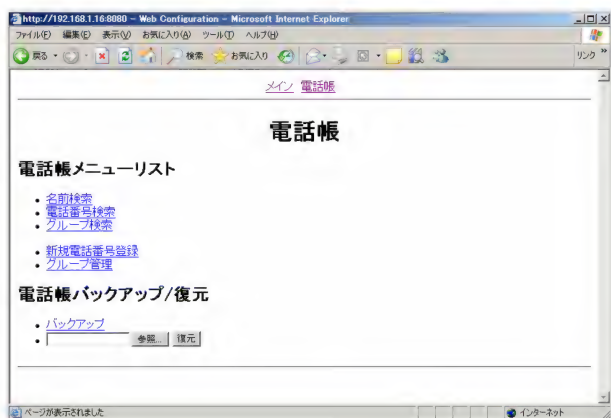 http://192.168.1.16:8080 - Web Configuration - Microsoft Internet Explorer
ファイル(F) 編集(E) 表示(V) お気に入り(A) ツール(T) ヘルプ(H)
戻る 検索 お気に入り リンク »
メイン 電話帳
電話帳
電話帳メニューリスト
名前検索
電話番号検索
グループ検索
新規電話番号登録
グループ管理
電話帳バックアップ/復元
バックアップ
参照... 復元
ページが表示されました インターネット